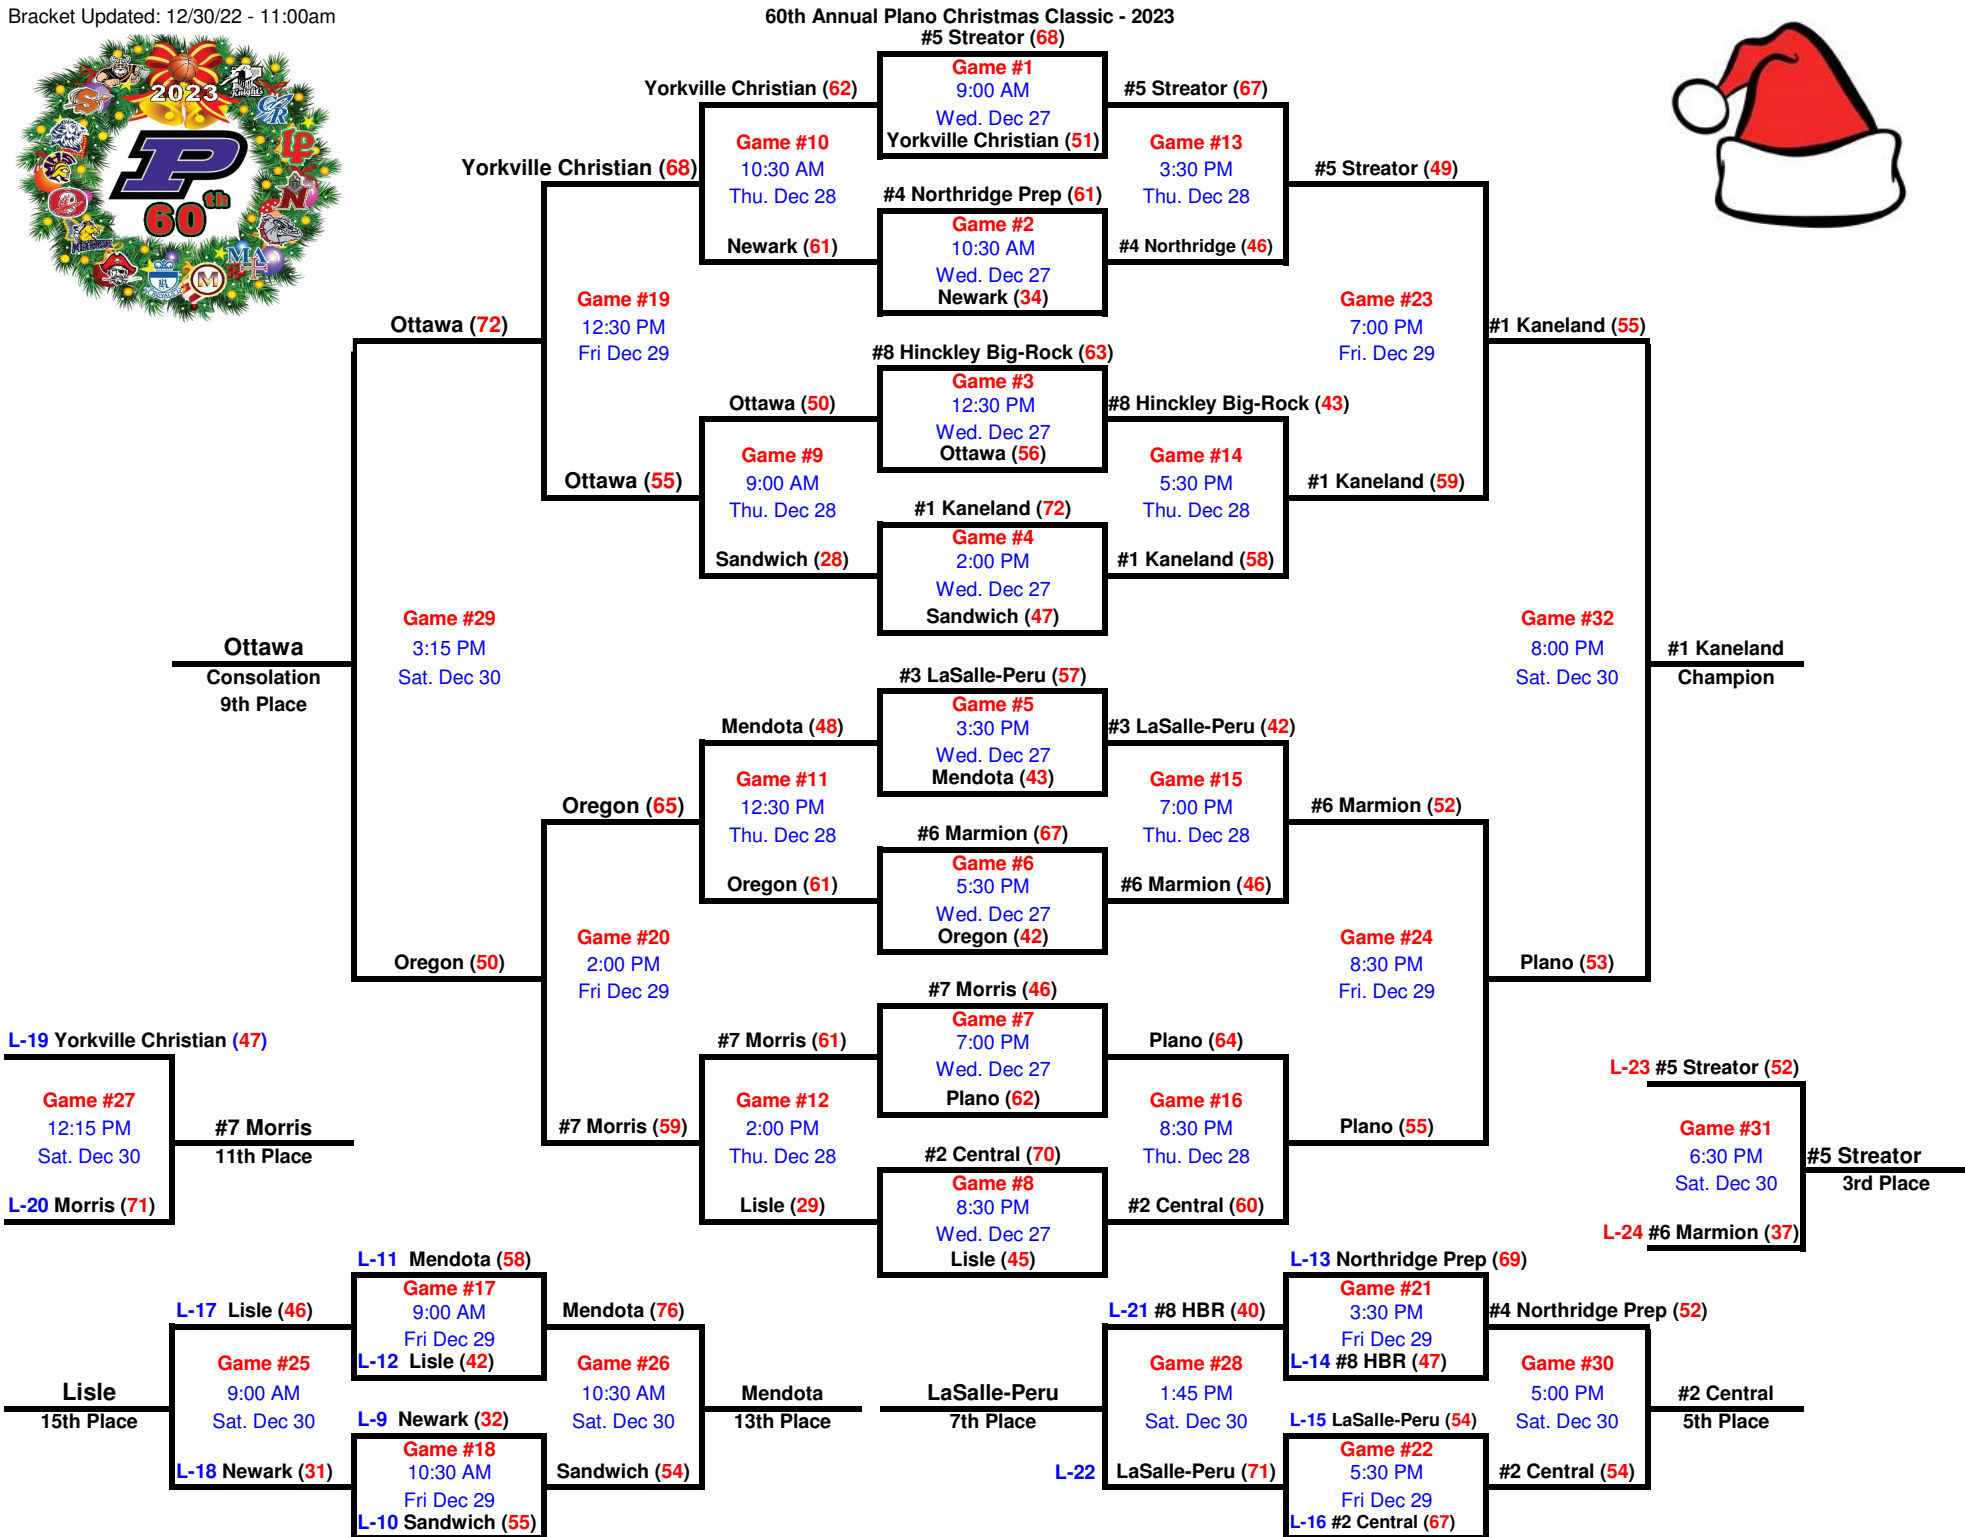 Bracket Updated: 12/30/22 - 11:00am
60th Annual Plano Christmas Classic - 2023
2023
Knights
HR
LP
N
MA
M
R
S
P
60th
#5 Streator (68)
Game #1
9:00 AM
Wed. Dec 27
Yorkville Christian (51)
#4 Northridge Prep (61)
Game #2
10:30 AM
Wed. Dec 27
Newark (34)
#8 Hinckley Big-Rock (63)
Game #3
12:30 PM
Wed. Dec 27
Ottawa (56)
#1 Kaneland (72)
Game #4
2:00 PM
Wed. Dec 27
Sandwich (47)
#3 LaSalle-Peru (57)
Game #5
3:30 PM
Wed. Dec 27
Mendota (43)
#6 Marmion (67)
Game #6
5:30 PM
Wed. Dec 27
Oregon (42)
#7 Morris (46)
Game #7
7:00 PM
Wed. Dec 27
Plano (62)
#2 Central (70)
Game #8
8:30 PM
Wed. Dec 27
Lisle (45)
Yorkville Christian (62)
Game #10
10:30 AM
Thu. Dec 28
Newark (61)
Ottawa (50)
Game #9
9:00 AM
Thu. Dec 28
Sandwich (28)
Mendota (48)
Game #11
12:30 PM
Thu. Dec 28
Oregon (61)
#7 Morris (61)
Game #12
2:00 PM
Thu. Dec 28
Lisle (29)
Yorkville Christian (68)
Game #19
12:30 PM
Fri Dec 29
Ottawa (55)
Oregon (65)
Game #20
2:00 PM
Fri Dec 29
#7 Morris (59)
Ottawa (72)
Game #29
3:15 PM
Sat. Dec 30
Oregon (50)
Ottawa
Consolation
9th Place
#5 Streator (67)
Game #13
3:30 PM
Thu. Dec 28
#4 Northridge (46)
#8 Hinckley Big-Rock (43)
Game #14
5:30 PM
Thu. Dec 28
#1 Kaneland (58)
#3 LaSalle-Peru (42)
Game #15
7:00 PM
Thu. Dec 28
#6 Marmion (46)
Plano (64)
Game #16
8:30 PM
Thu. Dec 28
#2 Central (60)
#5 Streator (49)
Game #23
7:00 PM
Fri. Dec 29
#1 Kaneland (59)
#6 Marmion (52)
Game #24
8:30 PM
Fri. Dec 29
Plano (55)
#1 Kaneland (55)
Game #32
8:00 PM
Sat. Dec 30
Plano (53)
#1 Kaneland
Champion
L-19 Yorkville Christian (47)
Game #27
12:15 PM
Sat. Dec 30
L-20 Morris (71)
#7 Morris
11th Place
L-23 #5 Streator (52)
Game #31
6:30 PM
Sat. Dec 30
L-24 #6 Marmion (37)
#5 Streator
3rd Place
L-11 Mendota (58)
Game #17
9:00 AM
Fri Dec 29
L-12 Lisle (42)
L-9 Newark (32)
Game #18
10:30 AM
Fri Dec 29
L-10 Sandwich (55)
L-17 Lisle (46)
Game #25
9:00 AM
Sat. Dec 30
L-18 Newark (31)
Lisle
15th Place
Mendota (76)
Game #26
10:30 AM
Sat. Dec 30
Sandwich (54)
Mendota
13th Place
L-13 Northridge Prep (69)
Game #21
3:30 PM
Fri Dec 29
L-14 #8 HBR (47)
L-15 LaSalle-Peru (54)
Game #22
5:30 PM
Fri Dec 29
L-16 #2 Central (67)
L-21 #8 HBR (40)
Game #28
1:45 PM
Sat. Dec 30
L-22 LaSalle-Peru (71)
LaSalle-Peru
7th Place
#4 Northridge Prep (52)
Game #30
5:00 PM
Sat. Dec 30
#2 Central (54)
#2 Central
5th Place